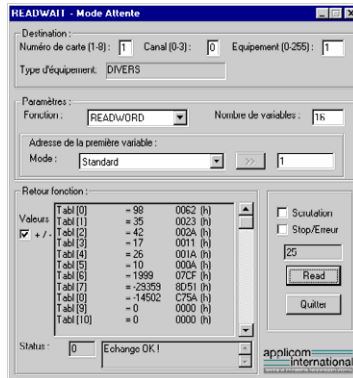 READWAIT - Mode Attente
Destination :
Numéro de carte (1-8) : 1 Canal (0-3) : 0 Equipement (0-255) : 1
Type d'équipement. DIVERS
Paramètres :
Fonction : READWORD Nombre de variables : 16
Adresse de la première variable :
Mode : Standard >> 1
Retour fonction :
Valeurs
+ / -
Tabl [0] = 98 0062 (h)
Tabl [1] = 35 0023 (h)
Tabl [2] = 42 002A (h)
Tabl [3] = 17 0011 (h)
Tabl [4] = 26 001A (h)
Tabl [5] = 10 000A (h)
Tabl [6] = 1999 07CF (h)
Tabl [7] = -29359 8D51 (h)
Tabl [8] = -14502 C75A (h)
Tabl [9] = 0 0000 (h)
Tabl [10] = 0 0000 (h)
Status : 0 Echange OK !
Scrutation
Stop/Erreur
25
Read
Quitter
applicom
international